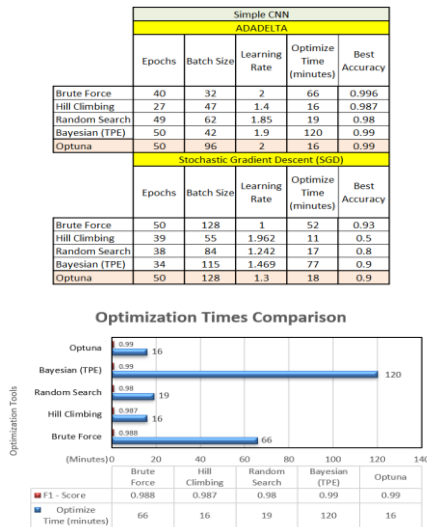 Simple CNN
ADADELTA
Epochs Batch Size Learning Rate Optimize Time (minutes) Best Accuracy
Brute Force 40 32 2 66 0.996
Hill Climbing 27 47 1.4 16 0.987
Random Search 49 62 1.85 19 0.98
Bayesian (TPE) 50 42 1.9 120 0.99
Optuna 50 96 2 16 0.99
Stochastic Gradient Descent (SGD)
Epochs Batch Size Learning Rate Optimize Time (minutes) Best Accuracy
Brute Force 50 128 1 52 0.93
Hill Climbing 39 55 1.962 11 0.5
Random Search 38 84 1.242 17 0.8
Bayesian (TPE) 34 115 1.469 77 0.9
Optuna 50 128 1.3 18 0.9
Optimization Times Comparison
Optimization Tools
Optuna 0.99 16
Bayesian (TPE) 0.99 120
Random Search 0.98 19
Hill Climbing 0.987 16
Brute Force 0.988 66
(Minutes) 0 20 40 60 80 100 120 140
Brute Force Hill Climbing Random Search Bayesian (TPE) Optuna
F1 - Score 0.988 0.987 0.98 0.99 0.99
Optimize Time (minutes) 66 16 19 120 16